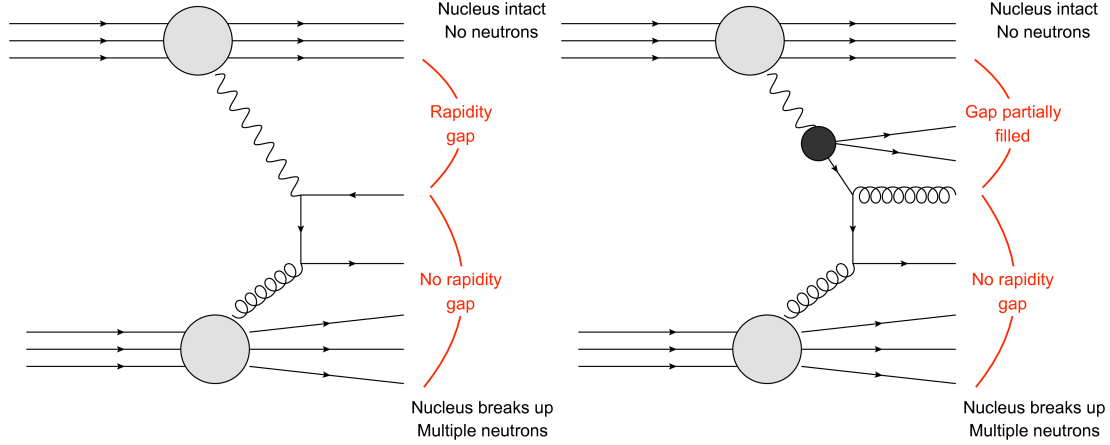 Nucleus intact
No neutrons
Rapidity
gap
No rapidity
gap
Nucleus breaks up
Multiple neutrons
Nucleus intact
No neutrons
Gap partially
filled
No rapidity
gap
Nucleus breaks up
Multiple neutrons